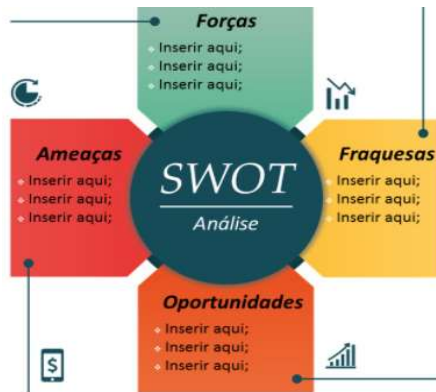 Forças
Inserir aqui;
Inserir aqui;
Inserir aqui;
Ameaças
Inserir aqui;
Inserir aqui;
Inserir aqui;
SWOT
Análise
Fraquesas
Inserir aqui;
Inserir aqui;
Inserir aqui;
Oportunidades
Inserir aqui;
Inserir aqui;
Inserir aqui;
$